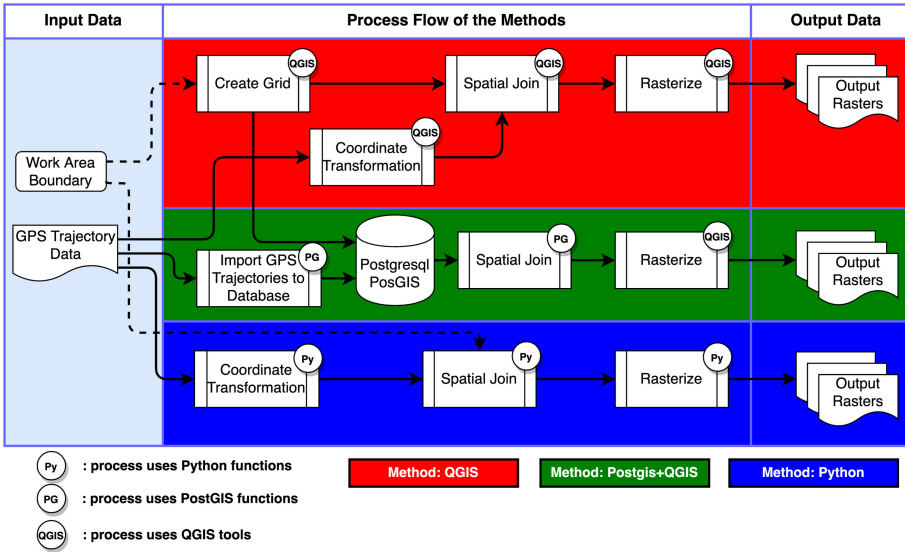 Input Data
Process Flow of the Methods
Output Data
QGIS
Create Grid
QGIS
Spatial Join
QGIS
Rasterize
Output
Rasters
QGIS
Coordinate
Transformation
Work Area
Boundary
GPS Trajectory
Data
PG
Import GPS
Trajectories to
Database
Postgresql
PosGIS
PG
Spatial Join
QGIS
Rasterize
Output
Rasters
Py
Coordinate
Transformation
Py
Spatial Join
Py
Rasterize
Output
Rasters
Py : process uses Python functions
PG : process uses PostGIS functions
QGIS : process uses QGIS tools
Method: QGIS
Method: Postgis+QGIS
Method: Python